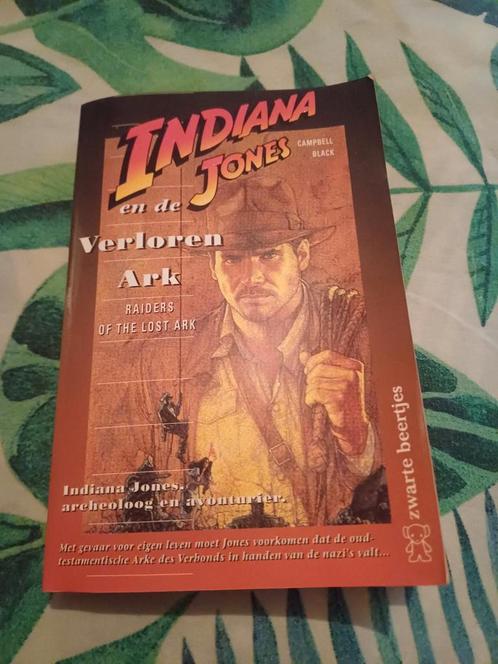 INDIANA
JONES
CAMPBELL
BLACK
en de
Verloren
Ark
RAIDERS
OF THE LOST ARK
Indiana Jones,
archeoloog en avonturier.
Met gevaar voor eigen leven moet Jones voorkomen dat de oud-
testamentische Arke des Verbonds in handen van de nazi's valt...
zwarte beertjes